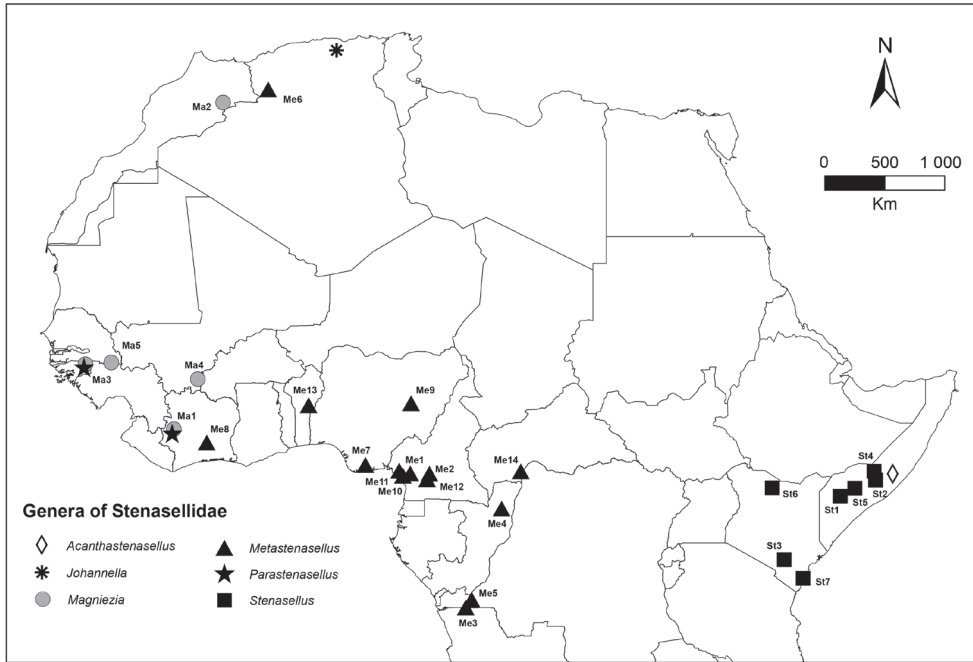 N
0 500 1 000
Km
Me6
Ma2
Ma5
Ma3
Ma4
Me13
Me9
Ma1
Me8
Me7
Me1
Me2
Me14
Me11
Me10
Me12
St4
St6
St2
St5
St1
Me4
St3
St7
Me5
Me3
Genera of Stenasellidae
Acanthastenasellus
Metastenasellus
Johannella
Parastenasellus
Magniezia
Stenasellus